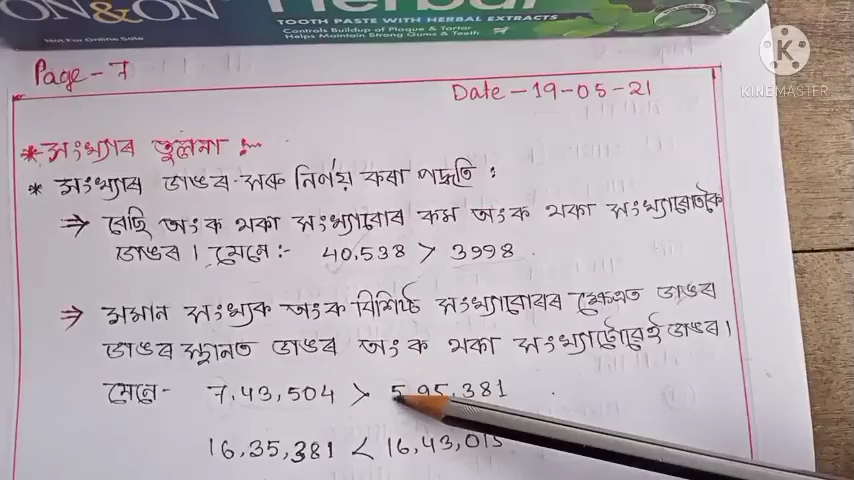 ON&ON Herbal
TOOTH PASTE WITH HERBAL EXTRACTS
Controls Buildup of Plaque & Tartar
Not For Online Sale
Helps Maintain Strong Gums & Teeth
K
KINEMASTER
Page - 7
Date - 19-05-21
* সংখ্যাৰ তুলনা :-
* সংখ্যাৰ ডাঙৰ-সৰু নিৰ্ণয় কৰা পদ্ধতি :
⇒ বেছি অংক থকা সংখ্যাবোৰ কম অংক থকা সংখ্যাবোৰতকৈ
ডাঙৰ। যেনে :- 40,538 > 3998
⇒ সমান সংখ্যক অংক বিশিষ্ট সংখ্যাবোৰৰ ক্ষেত্ৰত ডাঙৰ
ডাঙৰ স্থানত ডাঙৰ অংক থকা সংখ্যাটোৱেই ডাঙৰ।
যেনে- 7,43,504 > 5,95,381
16,35,381 < 16,43,015